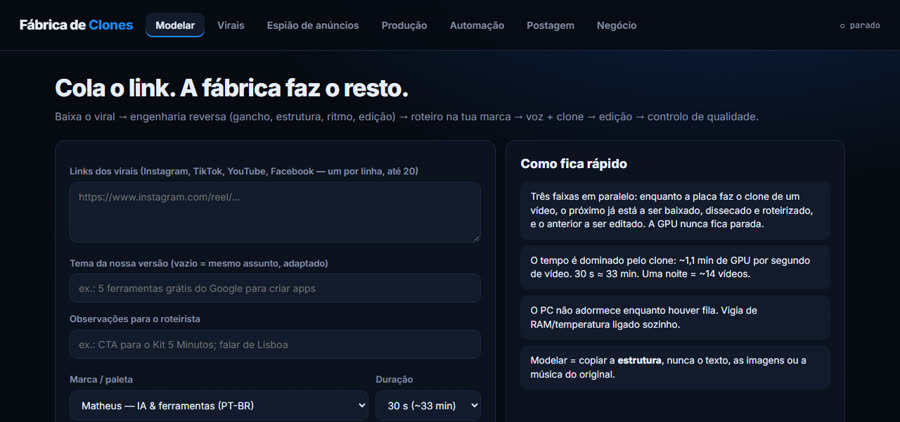 Fábrica de Clones
Modelar
Virais
Espião de anúncios
Produção
Automação
Postagem
Negócio
○ parado
Cola o link. A fábrica faz o resto.
Baixa o viral → engenharia reversa (gancho, estrutura, ritmo, edição) → roteiro na tua marca → voz + clone → edição → controlo de qualidade.
Links dos virais (Instagram, TikTok, YouTube, Facebook — um por linha, até 20)
https://www.instagram.com/reel/...
Tema da nossa versão (vazio = mesmo assunto, adaptado)
ex.: 5 ferramentas grátis do Google para criar apps
Observações para o roteirista
ex.: CTA para o Kit 5 Minutos; falar de Lisboa
Marca / paleta
Duração
Matheus — IA & ferramentas (PT-BR)
30 s (~33 min)
Como fica rápido
Três faixas em paralelo: enquanto a placa faz o clone de um
vídeo, o próximo já está a ser baixado, dissecado e roteirizado,
e o anterior a ser editado. A GPU nunca fica parada.
O tempo é dominado pelo clone: ~1,1 min de GPU por segundo
de vídeo. 30 s ≈ 33 min. Uma noite = ~14 vídeos.
O PC não adormece enquanto houver fila. Vigia de
RAM/temperatura ligado sozinho.
Modelar = copiar a estrutura, nunca o texto, as imagens ou a
música do original.